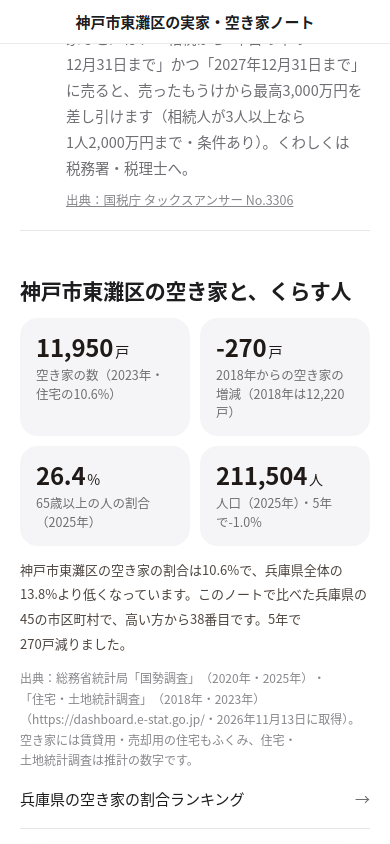 神戸市東灘区の実家・空き家ノート
12月31日まで」かつ「2027年12月31日まで」
に売ると、売ったもうけから最高3,000万円を
差し引けます（相続人が3人以上なら
1人2,000万円まで・条件あり）。くわしくは
税務署・税理士へ。
出典：国税庁 タックスアンサー No.3306
神戸市東灘区の空き家と、くらす人
11,950戸
空き家の数（2023年・
住宅の10.6%）
-270戸
2018年からの空き家の
増減（2018年は12,220
戸）
26.4%
65歳以上の人の割合
（2025年）
211,504人
人口（2025年）・5年
で-1.0%
神戸市東灘区の空き家の割合は10.6%で、兵庫県全体の
13.8%より低くなっています。このノートで比べた兵庫県の
45の市区町村で、高い方から38番目です。5年で
270戸減りました。
出典：総務省統計局「国勢調査」（2020年・2025年）・
「住宅・土地統計調査」（2018年・2023年）
（https://dashboard.e-stat.go.jp/・2026年11月13日に取得）。
空き家には賃貸用・売却用の住宅もふくみ、住宅・
土地統計調査は推計の数字です。
兵庫県の空き家の割合ランキング →